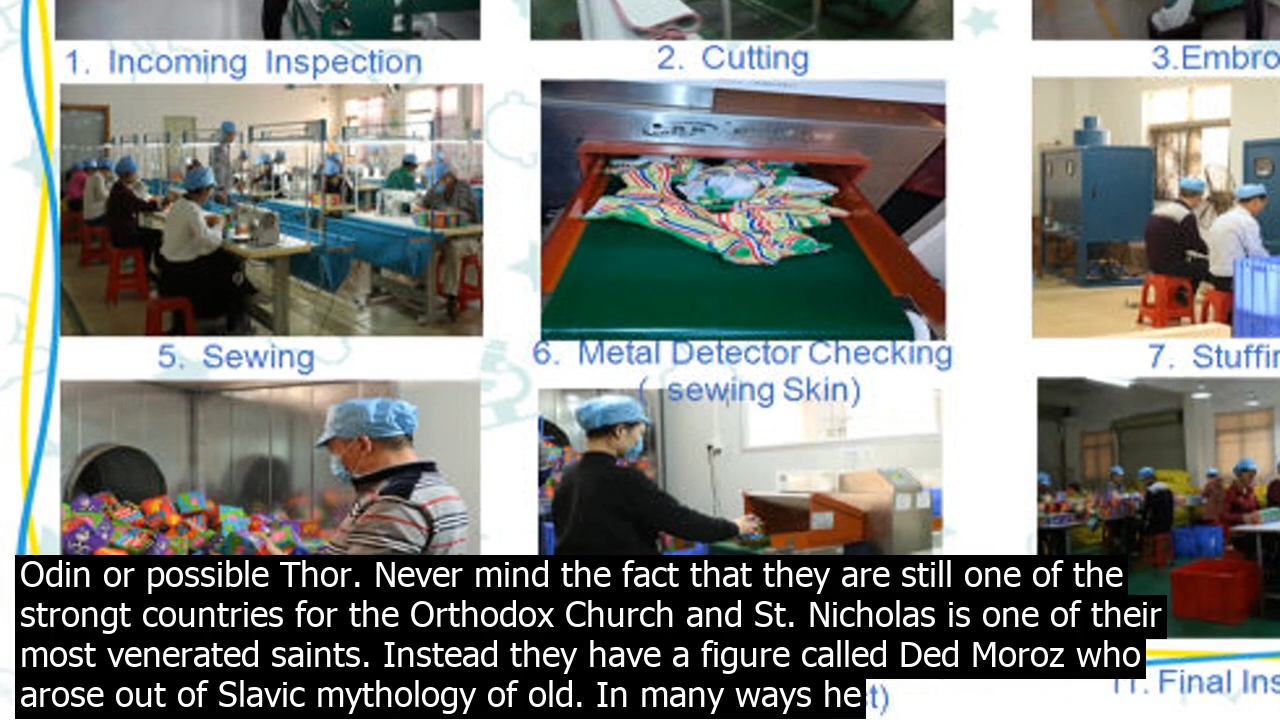 1. Incoming Inspection
2. Cutting
3.Embro
5. Sewing
6. Metal Detector Checking
( sewing Skin)
7. Stuffin
Odin or possible Thor. Never mind the fact that they are still one of the
strongt countries for the Orthodox Church and St. Nicholas is one of their
most venerated saints. Instead they have a figure called Ded Moroz who
arose out of Slavic mythology of old. In many ways he
t)
11. Final Ins